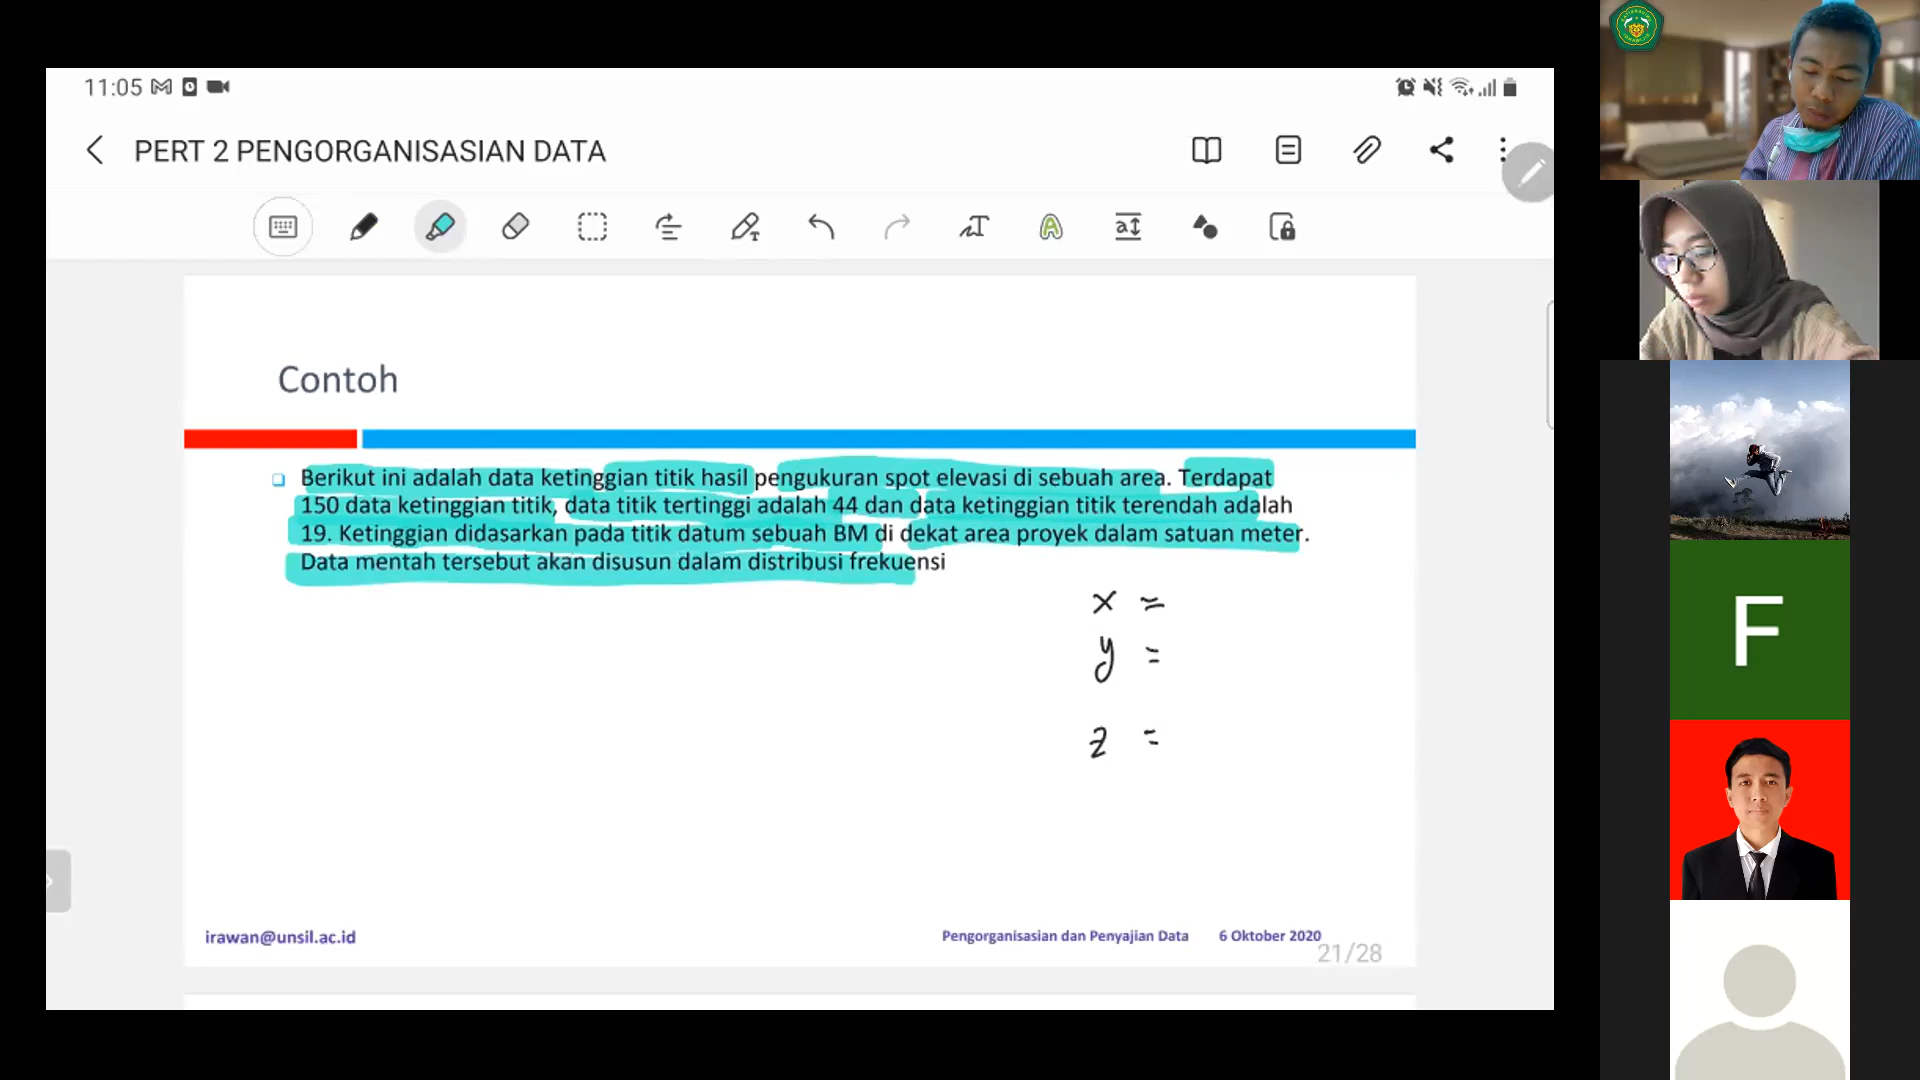 11:05
PERT 2 PENGORGANISASIAN DATA
Contoh
Berikut ini adalah data ketinggian titik hasil pengukuran spot elevasi di sebuah area. Terdapat
150 data ketinggian titik, data titik tertinggi adalah 44 dan data ketinggian titik terendah adalah
19. Ketinggian didasarkan pada titik datum sebuah BM di dekat area proyek dalam satuan meter.
Data mentah tersebut akan disusun dalam distribusi frekuensi
x =
y =
z =
irawan@unsil.ac.id
Pengorganisasian dan Penyajian Data 6 Oktober 2020
21/28
F